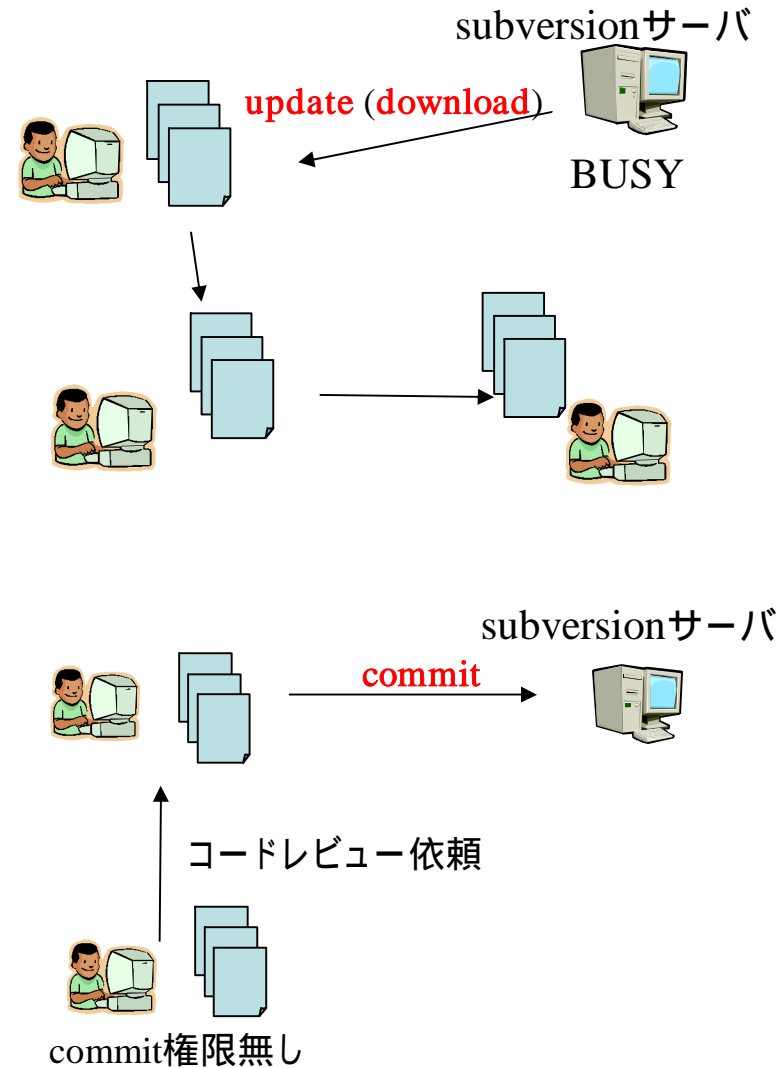 subversionサーバ
update (download)
BUSY
subversionサーバ
commit
コードレビュー依頼
commit権限無し